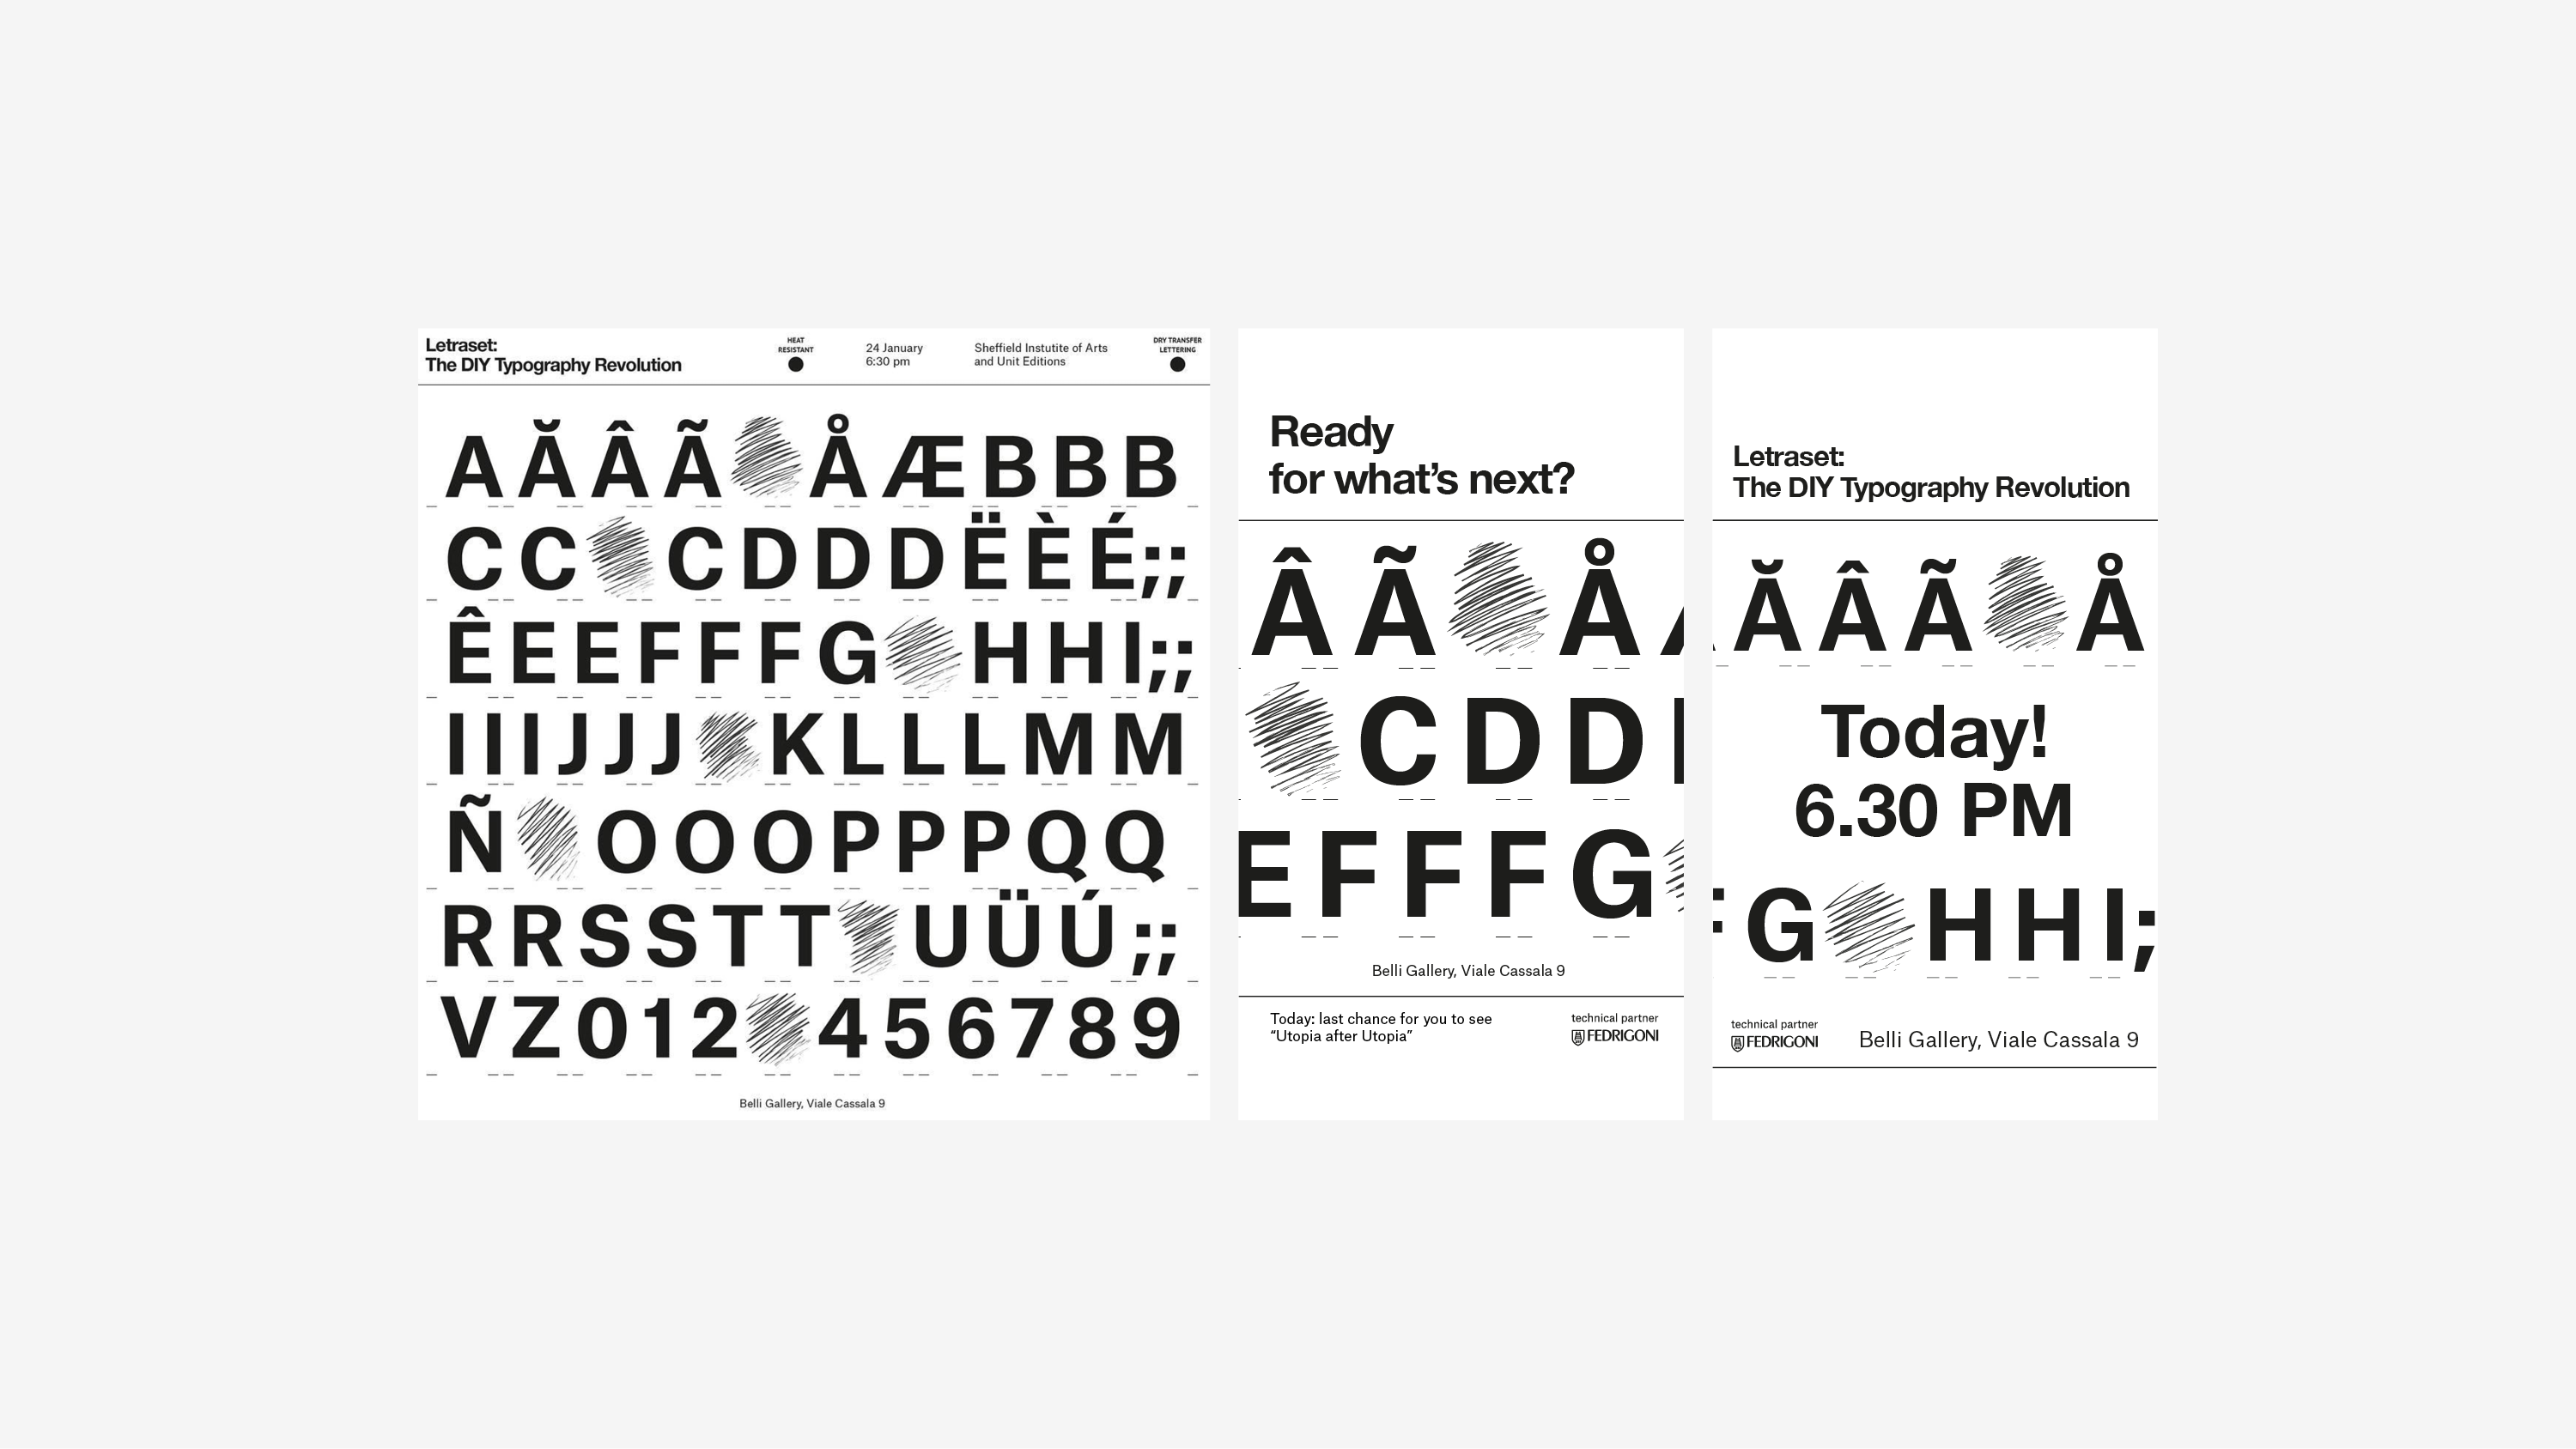 Letraset:
The DIY Typography Revolution
HEAT
RESISTANT
24 January
6:30 pm
Sheffield Instutite of Arts
and Unit Editions
DRY TRANSFER
LETTERING
A Ă Â Ã Å Æ B B B
C C C D D D Ë È É ; ;
Ê E E F F F G H H I ; ;
I I I J J J K L L L M M
Ñ O O O P P P Q Q
R R S S T T U Ü Ú ; ;
V Z 0 1 2 4 5 6 7 8 9
Belli Gallery, Viale Cassala 9
Ready
for what’s next?
Â Ã Å
C D D
E F F F G
Belli Gallery, Viale Cassala 9
Today: last chance for you to see
“Utopia after Utopia”
technical partner
FEDRIGONI
Letraset:
The DIY Typography Revolution
Ă Â Ã Å
Today!
6.30 PM
F G H H I ;
technical partner
FEDRIGONI
Belli Gallery, Viale Cassala 9